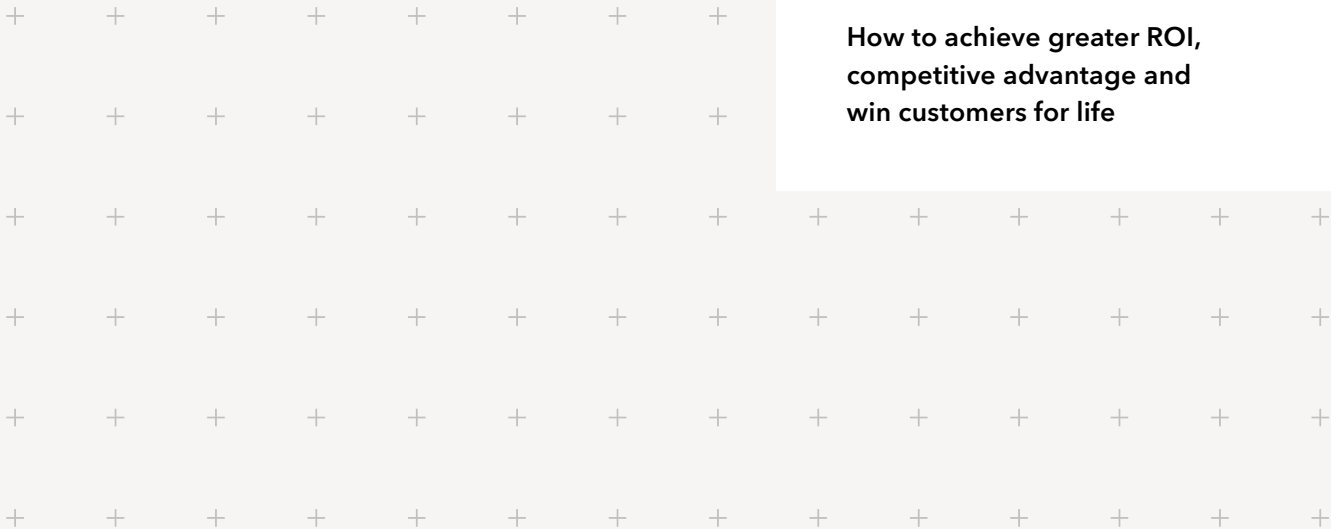 How to achieve greater ROI,
competitive advantage and
win customers for life